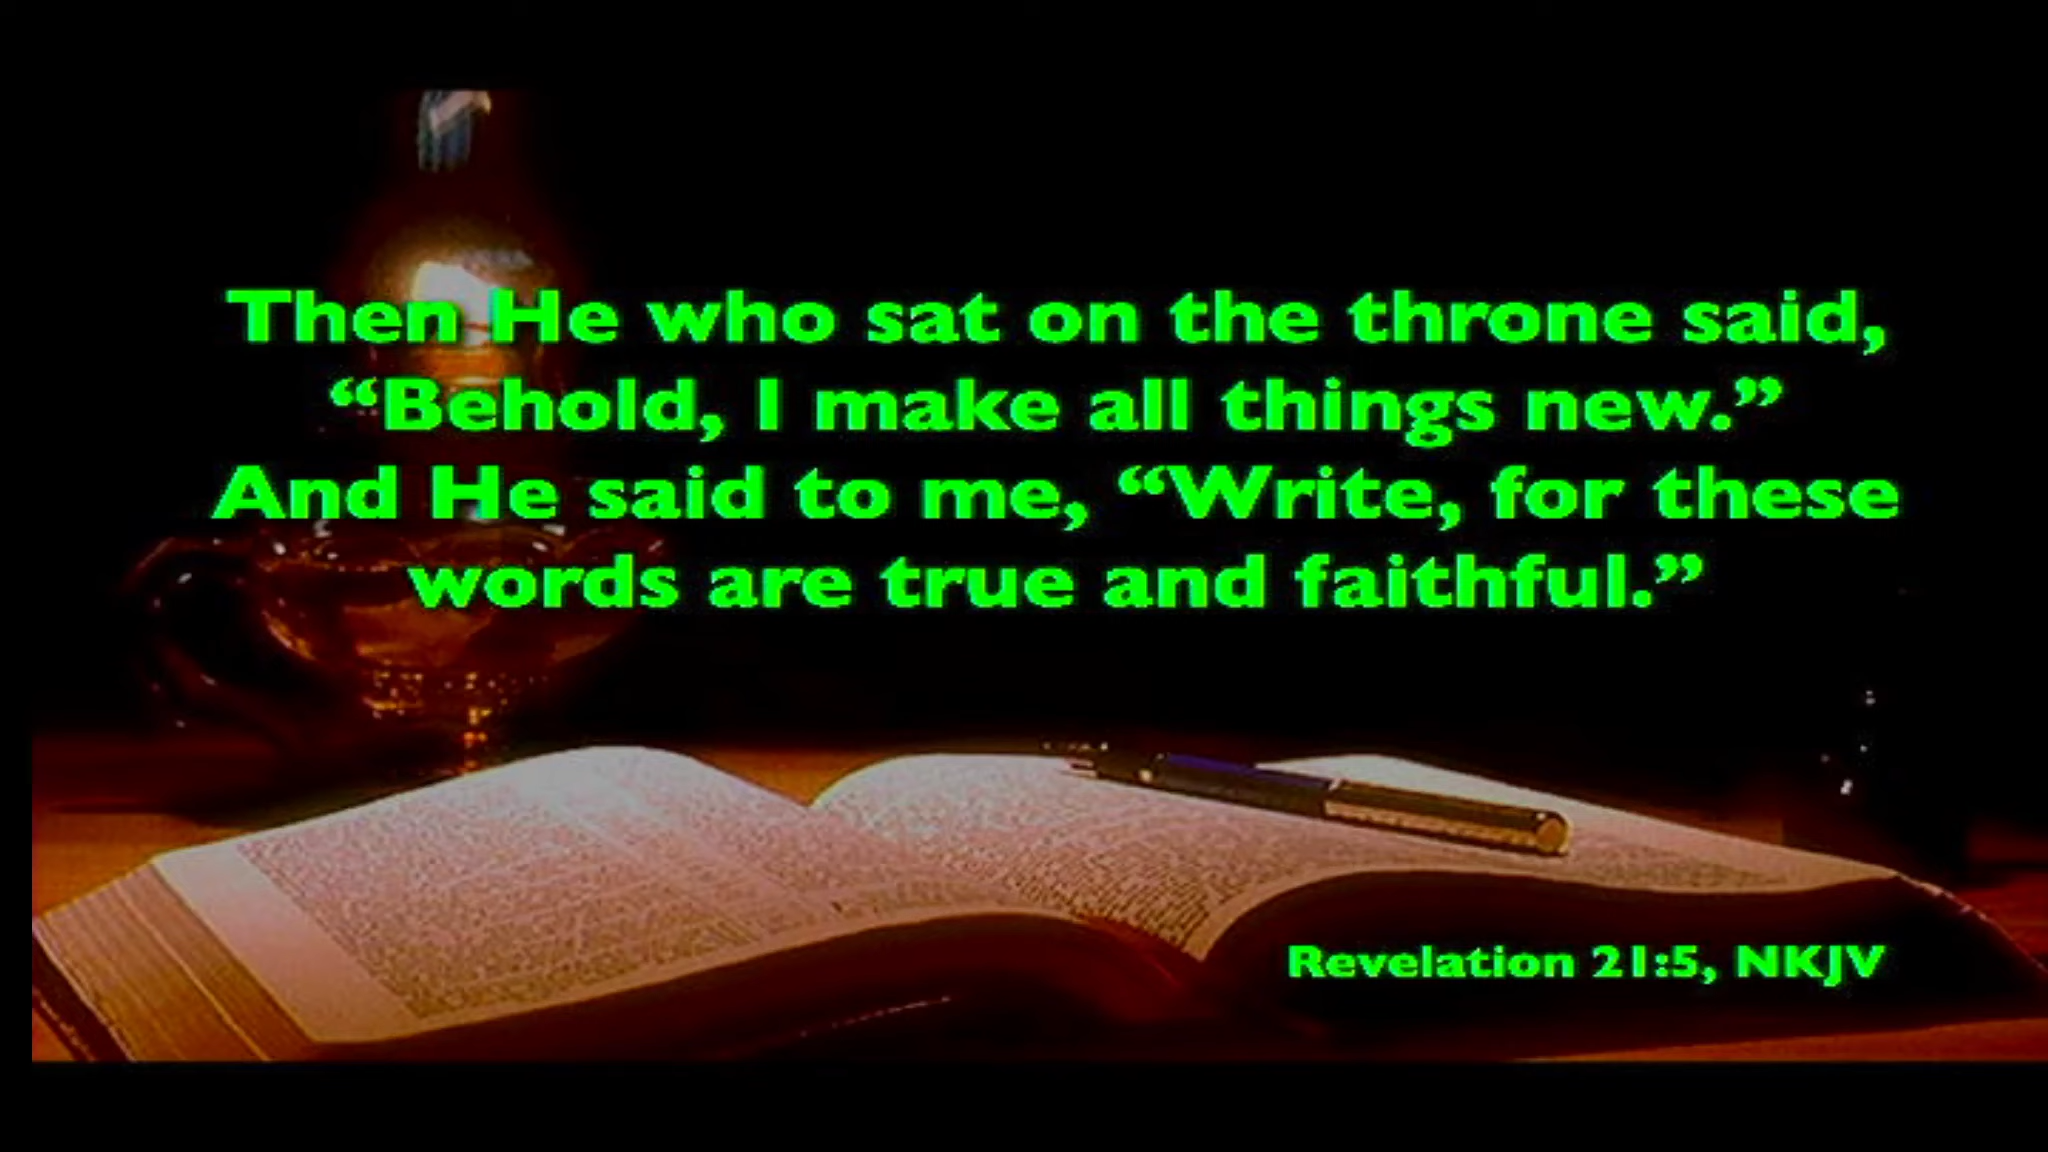 Then He who sat on the throne said,
“Behold, I make all things new.”
And He said to me, “Write, for these
words are true and faithful.”
Revelation 21:5, NKJV